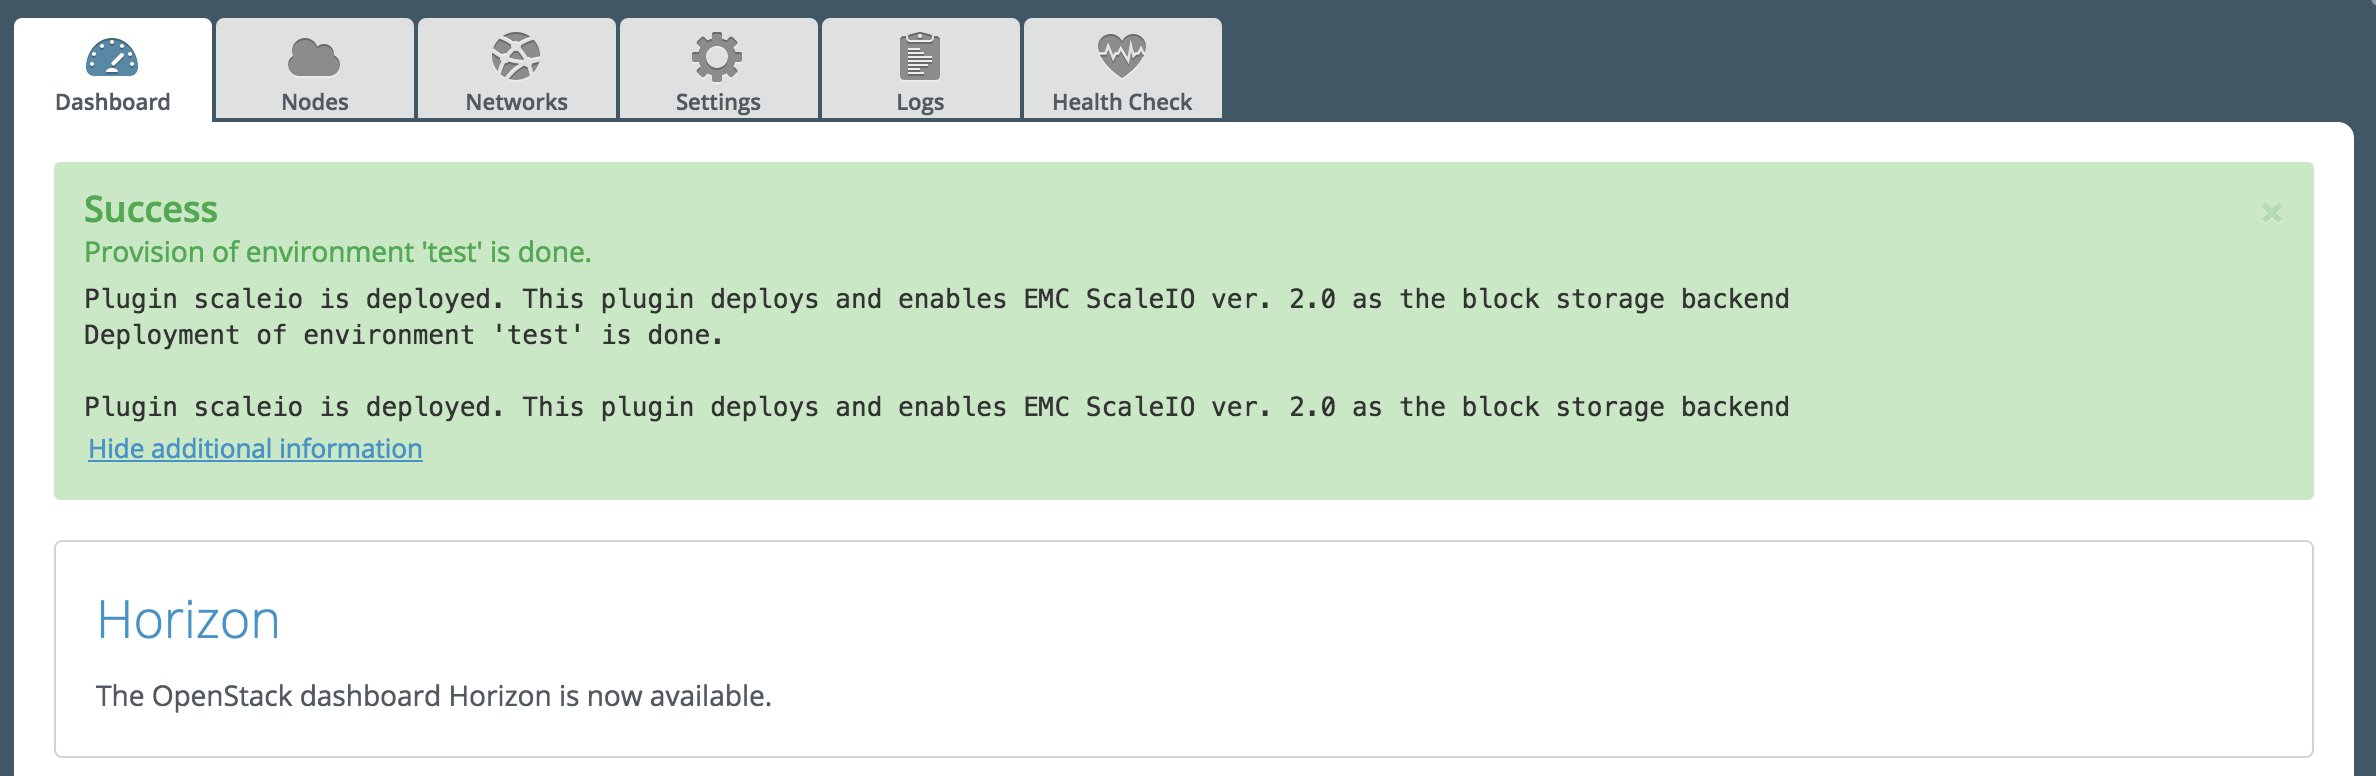 Dashboard
Nodes
Networks
Settings
Logs
Health Check
Success
×
Provision of environment 'test' is done.
Plugin scaleio is deployed. This plugin deploys and enables EMC ScaleIO ver. 2.0 as the block storage backend
Deployment of environment 'test' is done.
Plugin scaleio is deployed. This plugin deploys and enables EMC ScaleIO ver. 2.0 as the block storage backend
Hide additional information
Horizon
The OpenStack dashboard Horizon is now available.